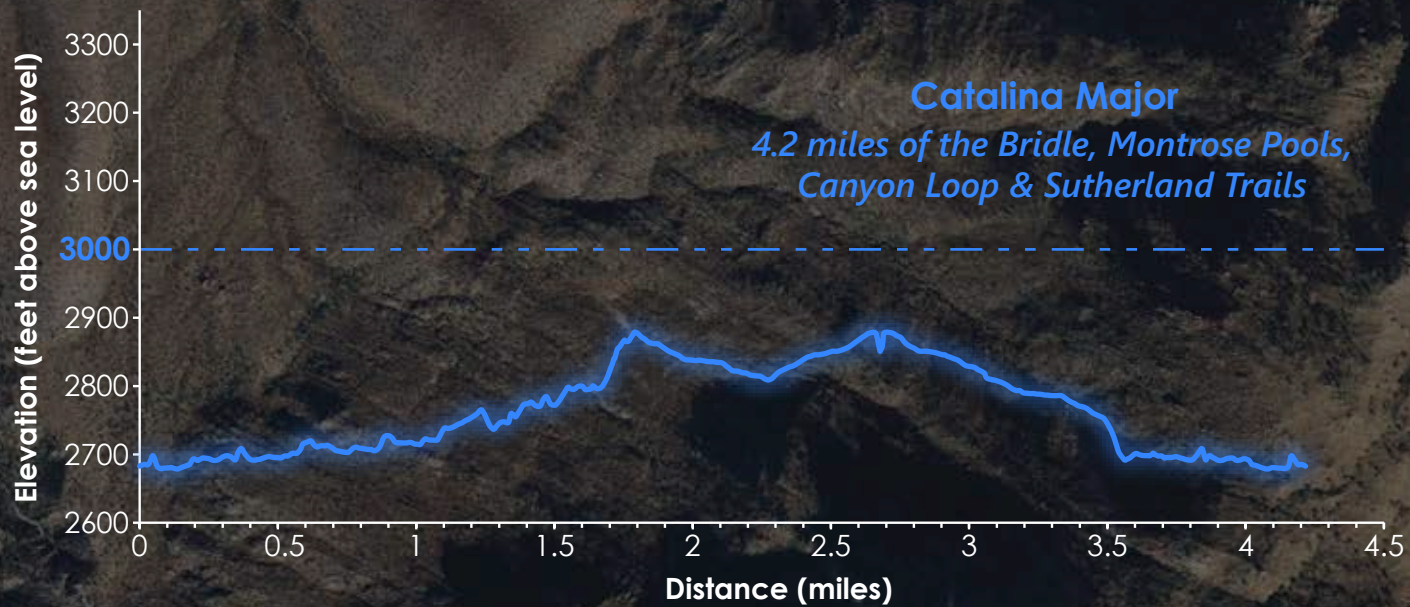 Catalina Major
4.2 miles of the Bridle, Montrose Pools,
Canyon Loop & Sutherland Trails
Elevation (feet above sea level)
3300
3200
3100
3000
2900
2800
2700
2600
0 0.5 1 1.5 2 2.5 3 3.5 4 4.5
Distance (miles)